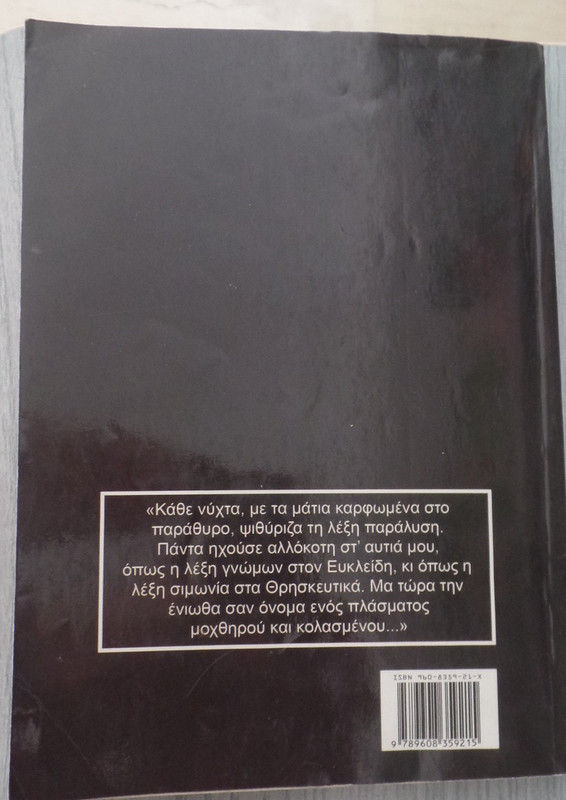 «Κάθε νύχτα, με τα μάτια καρφωμένα στο
παράθυρο, ψιθύριζα τη λέξη παράλυση.
Πάντα ηχούσε αλλόκοτη στ' αυτιά μου,
όπως η λέξη γνώμων στον Ευκλείδη, κι όπως η
λέξη σιμωνία στα Θρησκευτικά. Μα τώρα την
ένιωθα σαν όνομα ενός πλάσματος
μοχθηρού και κολασμένου...»
ISBN 960-8359-21-X
9 789608 359215